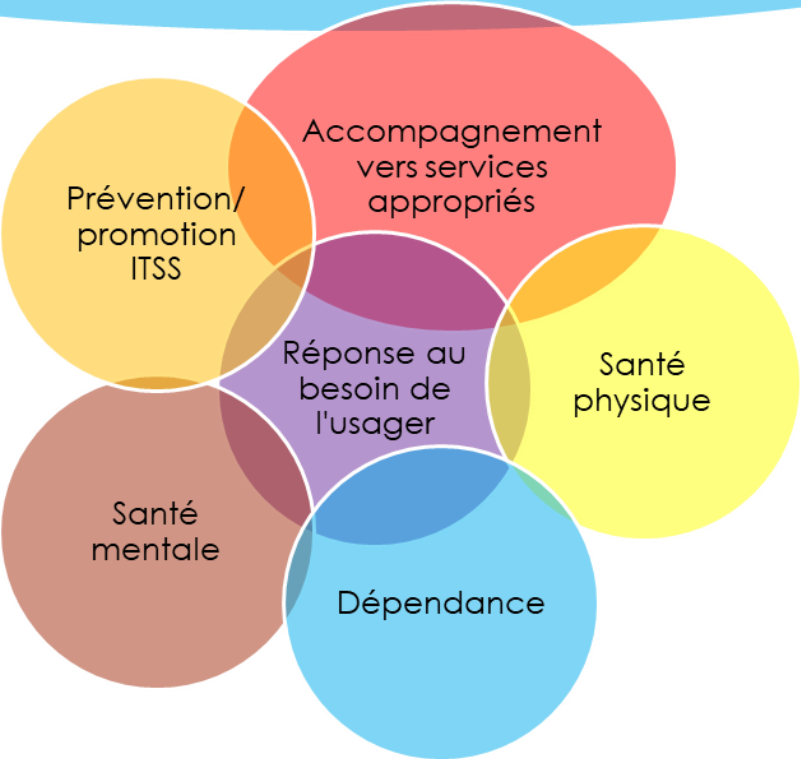 Accompagnement
vers services
appropriés
Prévention/
promotion
ITSS
Réponse au
besoin de
l'usager
Santé
physique
Santé
mentale
Dépendance